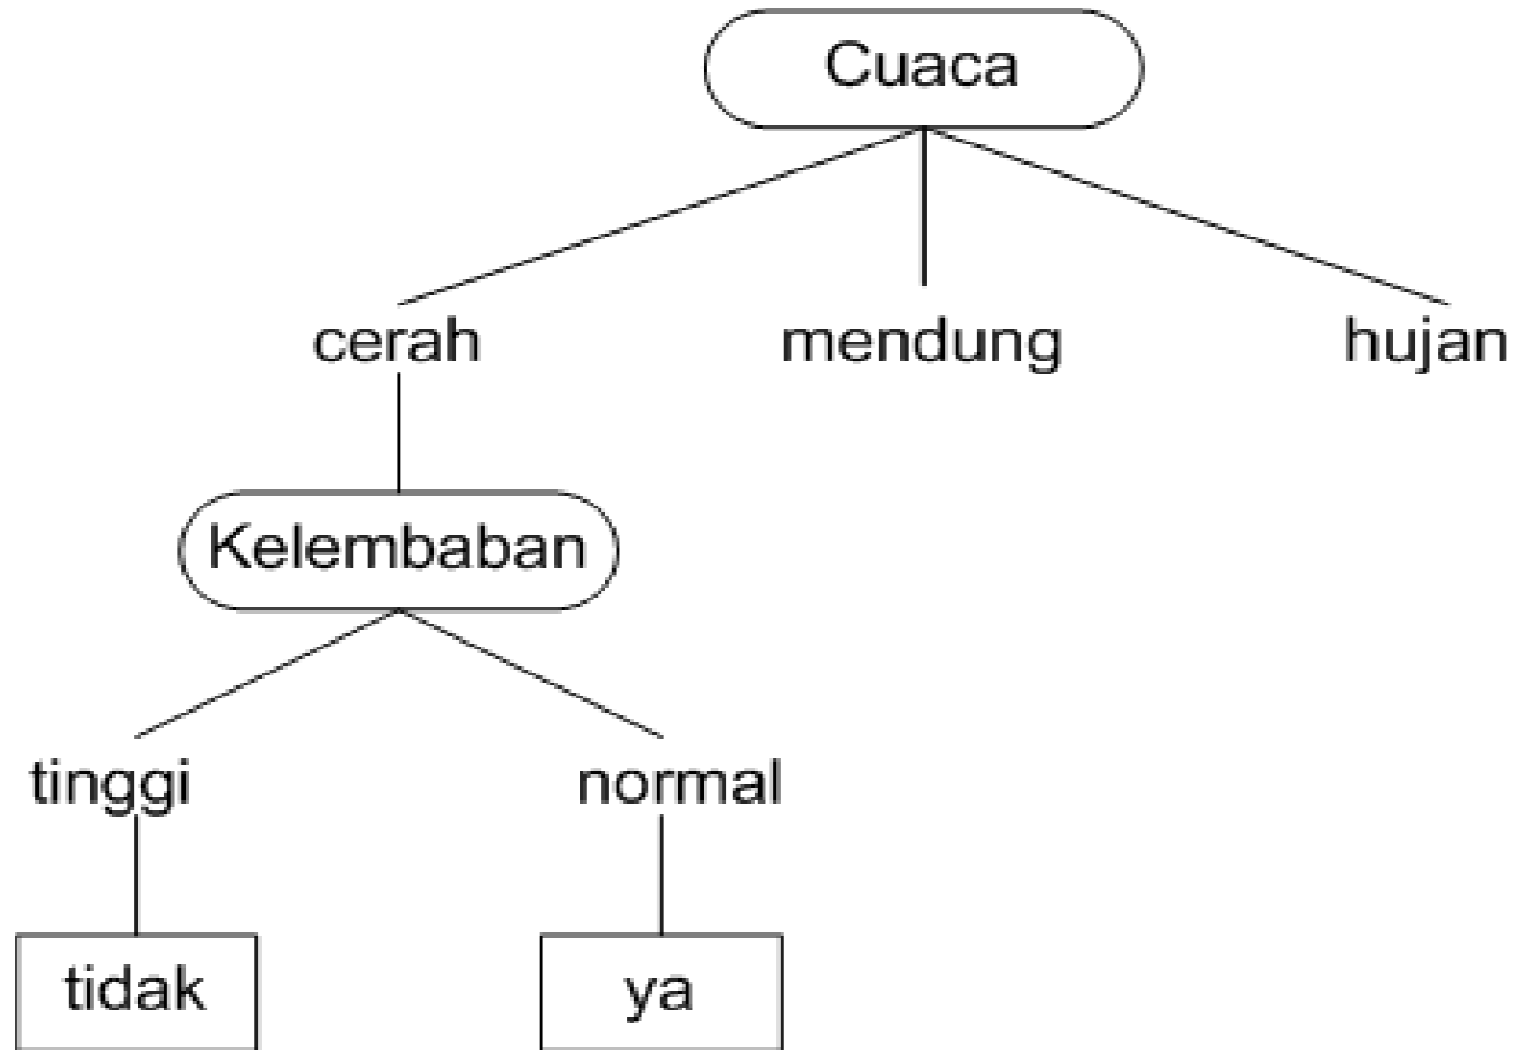 Cuaca
cerah mendung hujan
Kelembaban
tinggi normal
tidak ya